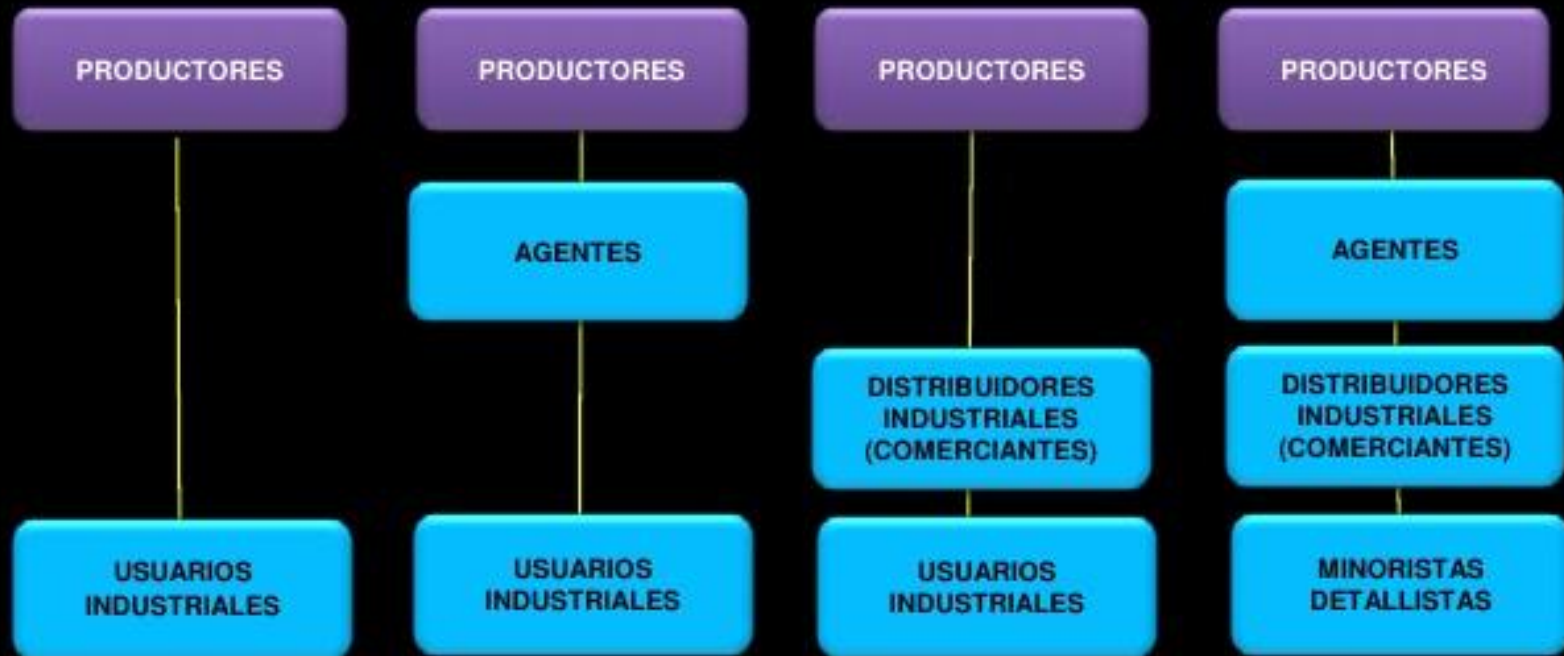 PRODUCTORES
PRODUCTORES
PRODUCTORES
PRODUCTORES
AGENTES
AGENTES
DISTRIBUIDORES
INDUSTRIALES
(COMERCIANTES)
DISTRIBUIDORES
INDUSTRIALES
(COMERCIANTES)
USUARIOS
INDUSTRIALES
USUARIOS
INDUSTRIALES
USUARIOS
INDUSTRIALES
MINORISTAS
DETALLISTAS